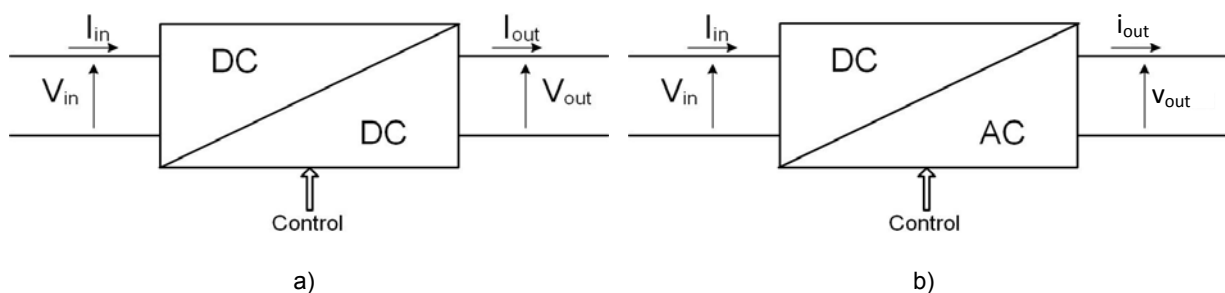 I_in DC I_out I_in DC i_out
V_in V_out V_in v_out
DC AC
Control Control
a) b)